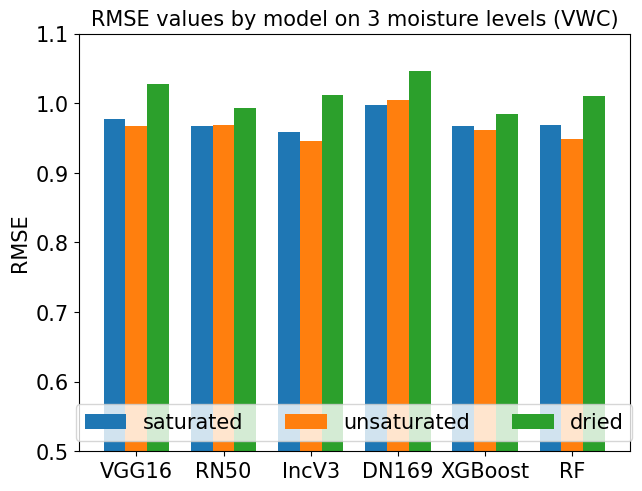 RMSE values by model on 3 moisture levels (VWC)
1.1
1.0
0.9
0.8
0.7
0.6
0.5
RMSE
saturated unsaturated dried
VGG16 RN50 IncV3 DN169 XGBoost RF